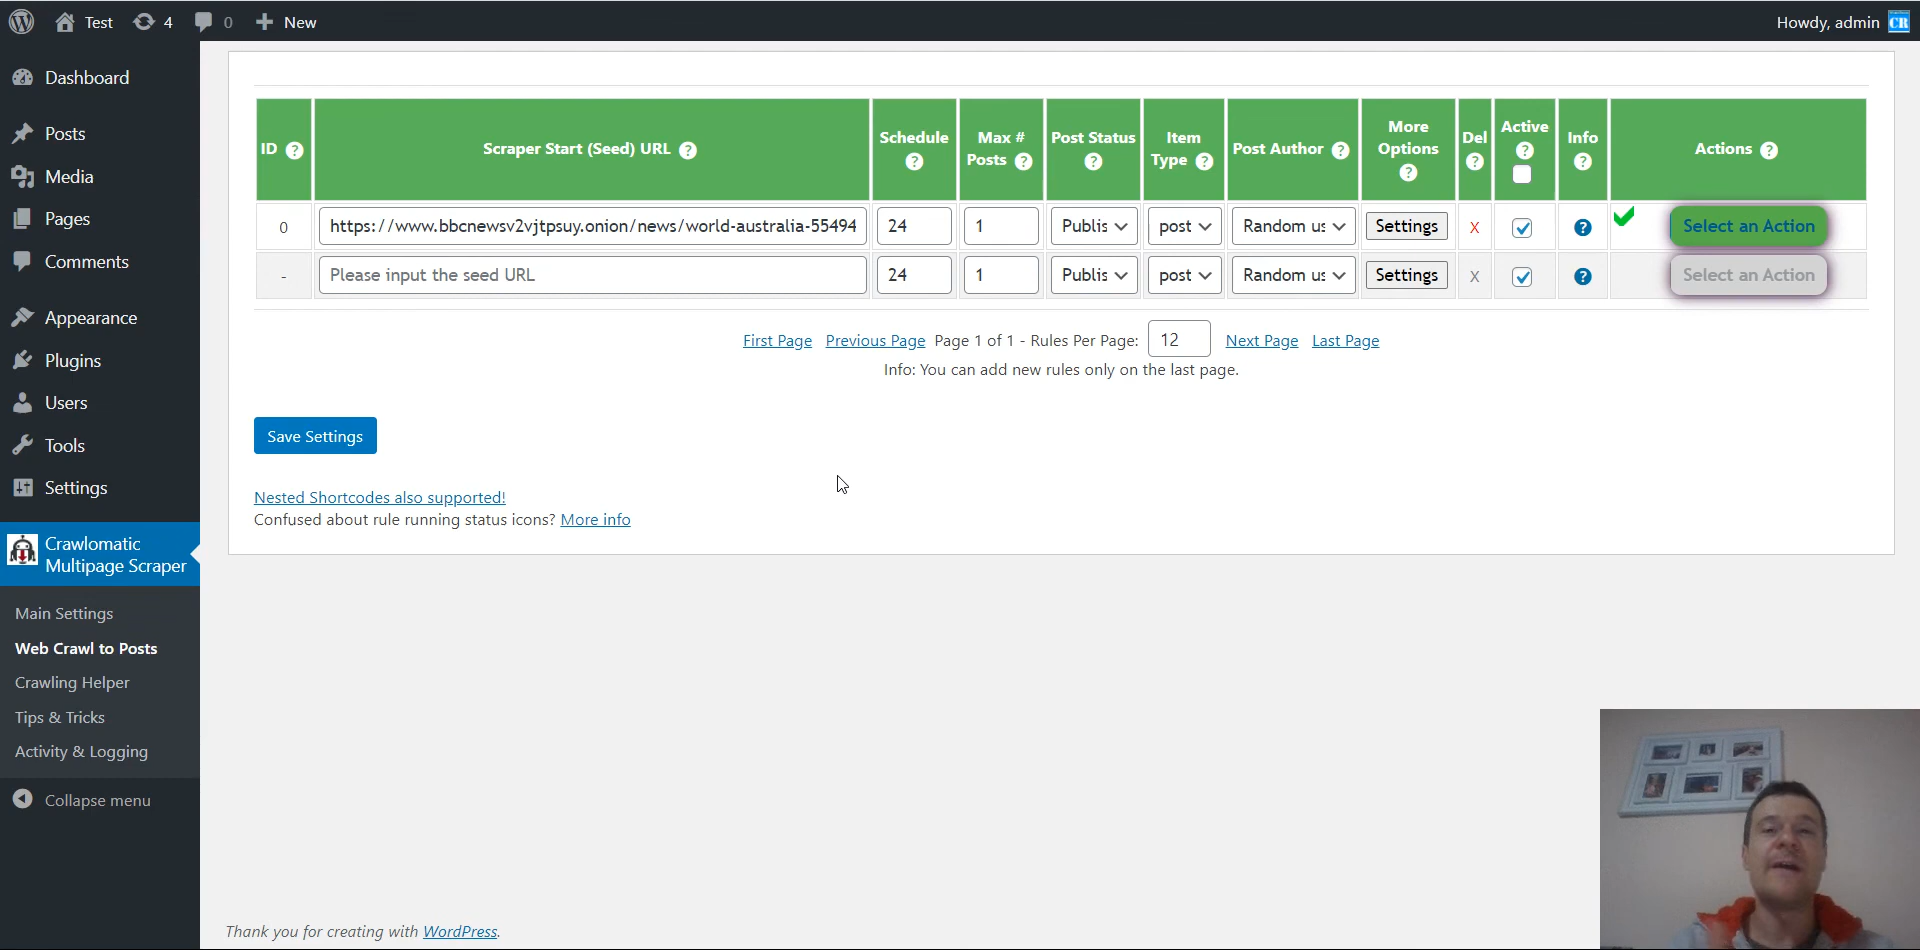 Test 4 0 New Howdy, admin CR
Dashboard
Posts
Media
Pages
Comments
Appearance
Plugins
Users
Tools
Settings
Crawlomatic
Multipage Scraper
Main Settings
Web Crawl to Posts
Crawling Helper
Tips & Tricks
Activity & Logging
Collapse menu
ID ? Scraper Start (Seed) URL ? Schedule ? Max # Posts ? Post Status ? Item Type ? Post Author ? More Options ? Del ? Active ? Info ? Actions ?
0 https://www.bbcnewsv2vjtpsuy.onion/news/world-australia-55494 24 1 Publis post Random us Settings X ? Select an Action
- Please input the seed URL 24 1 Publis post Random us Settings X ? Select an Action
First Page Previous Page Page 1 of 1 - Rules Per Page: 12 Next Page Last Page
Info: You can add new rules only on the last page.
Save Settings
Nested Shortcodes also supported!
Confused about rule running status icons? More info
Thank you for creating with WordPress.